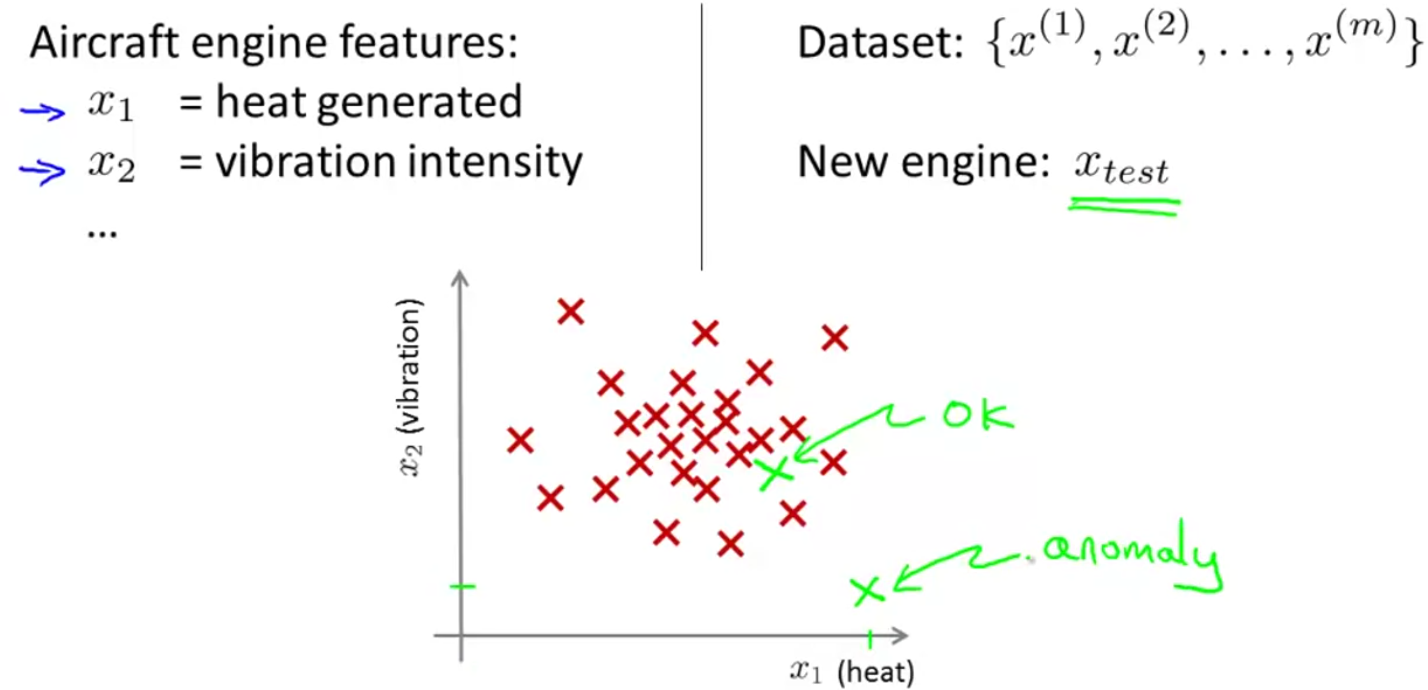 Aircraft engine features:
→ x₁ = heat generated
⇒ x₂ = vibration intensity
...
Dataset: {x⁽¹⁾, x⁽²⁾, . . . , x⁽ᵐ⁾}
New engine: x_test
x₂ (vibration)
OK
anomaly
x₁ (heat)